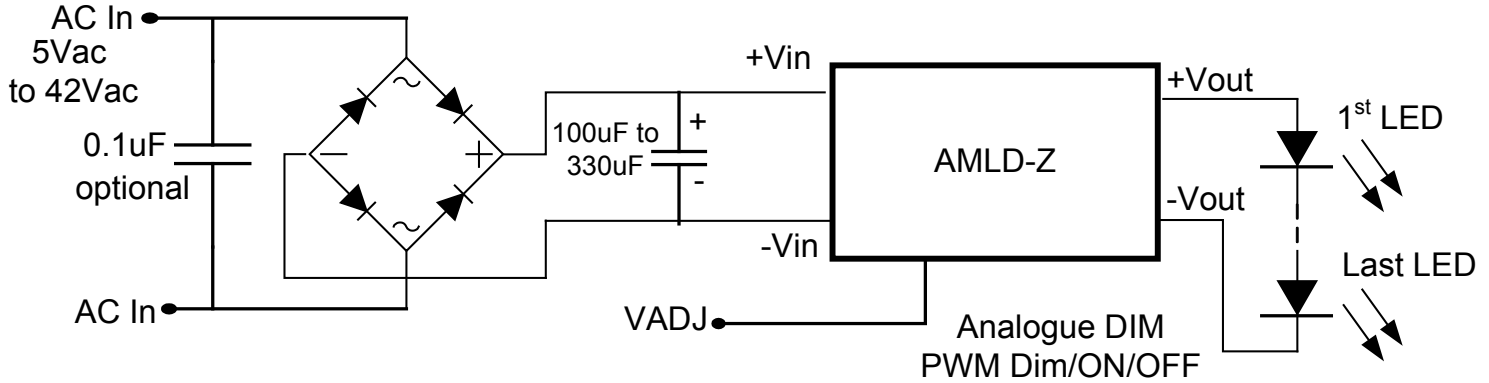 AC In
5Vac
to 42Vac
0.1uF
optional
~
−
+
~
AC In
100uF to
330uF
+
-
+Vin
-Vin
AMLD-Z
VADJ
Analogue DIM
PWM Dim/ON/OFF
+Vout
-Vout
1st LED
Last LED